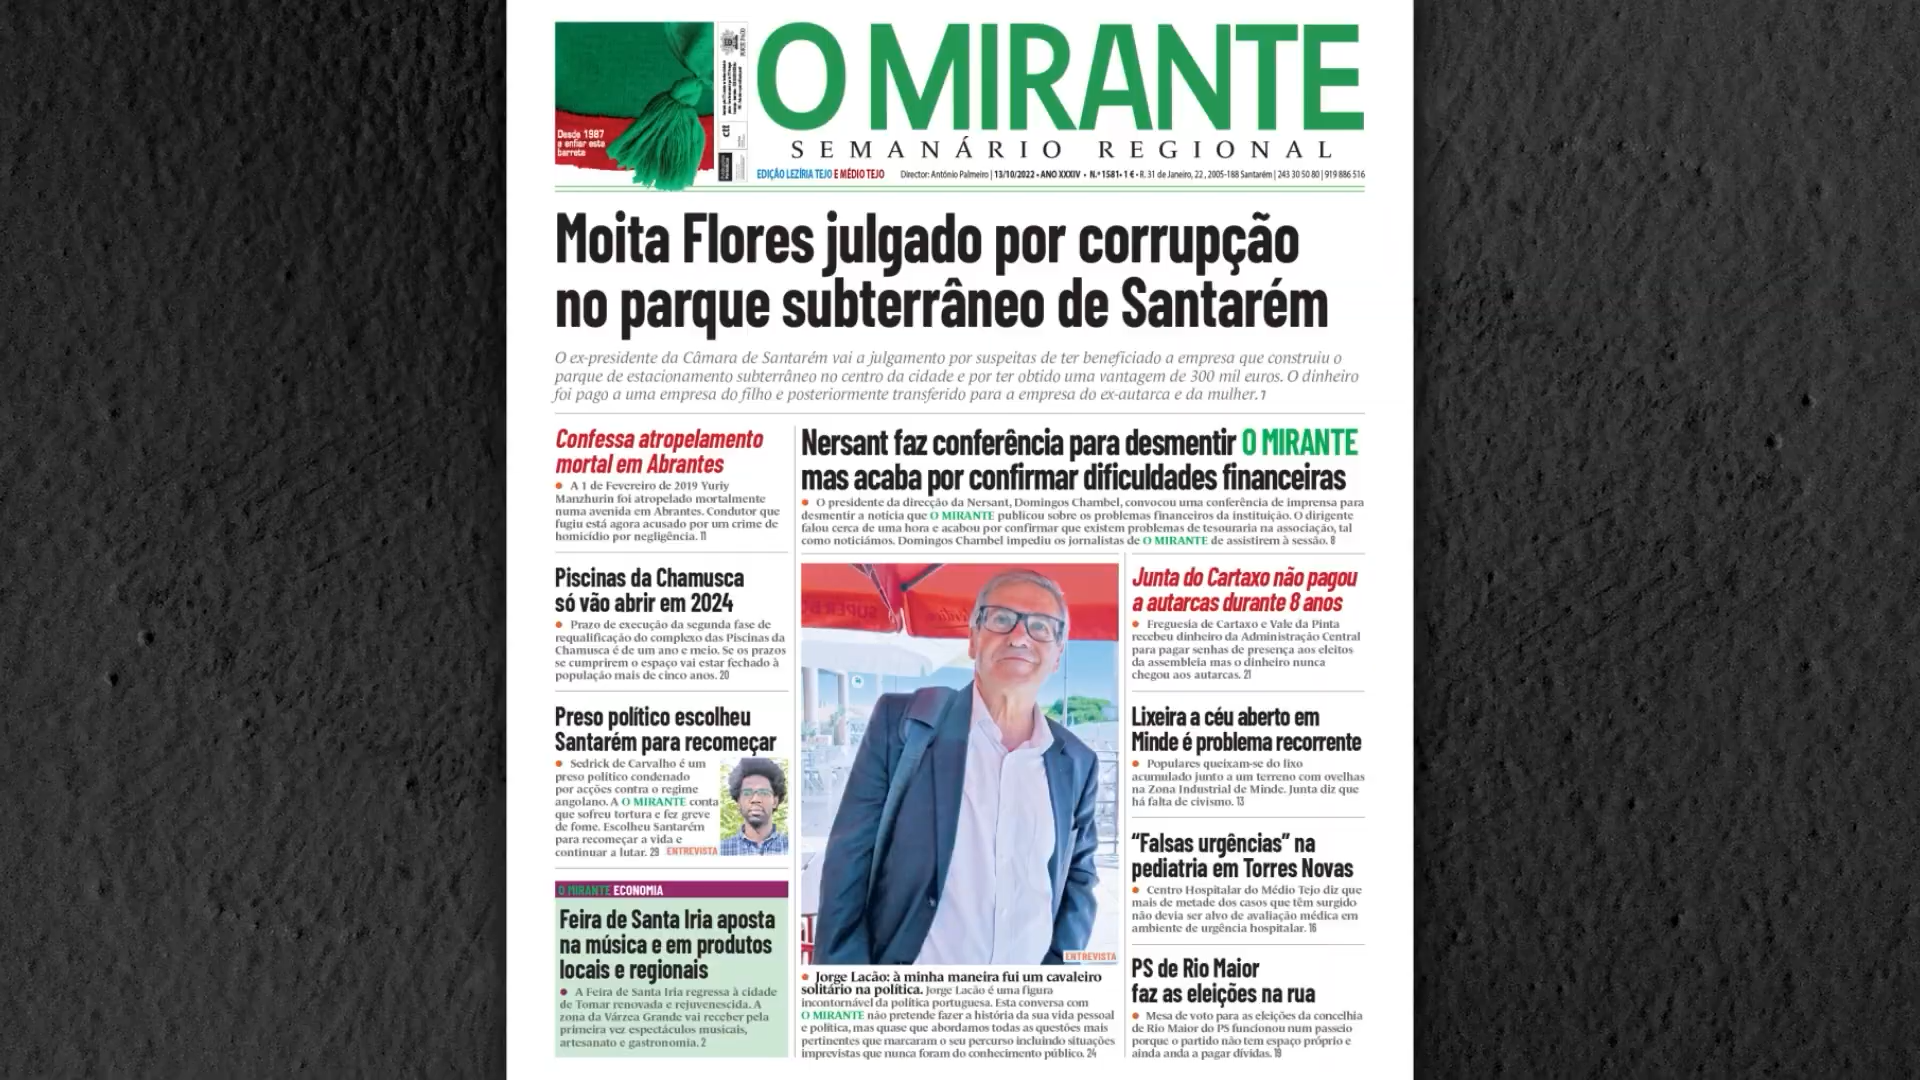 Desde 1987
a enfiar esta
barreta
ctt
O MIRANTE
SEMANÁRIO REGIONAL
EDIÇÃO LEZÍRIA TEJO E MÉDIO TEJO
Director: António Palmeiro | 13/10/2022 • ANO XXXIV • N.º 1581 • 1 € • R. 31 de Janeiro, 22, 2005-188 Santarém | 243 30 50 80 | 919 886 516
Moita Flores julgado por corrupção
no parque subterrâneo de Santarém
O ex-presidente da Câmara de Santarém vai a julgamento por suspeitas de ter beneficiado a empresa que construiu o
parque de estacionamento subterrâneo no centro da cidade e por ter obtido uma vantagem de 300 mil euros. O dinheiro
foi pago a uma empresa do filho e posteriormente transferido para a empresa do ex-autarca e da mulher. 7
Confessa atropelamento
mortal em Abrantes
• A 1 de Fevereiro de 2019 Yuriy
Manzhurin foi atropelado mortalmente
numa avenida em Abrantes. Condutor que
fugiu está agora acusado por um crime de
homicídio por negligência. 11
Piscinas da Chamusca
só vão abrir em 2024
• Prazo de execução da segunda fase de
requalificação do complexo das Piscinas da
Chamusca é de um ano e meio. Se os prazos
se cumprirem o espaço vai estar fechado à
população mais de cinco anos. 20
Preso político escolheu
Santarém para recomeçar
• Sedrick de Carvalho é um
preso político condenado
por acções contra o regime
angolano. A O MIRANTE conta
que sofreu tortura e fez greve
de fome. Escolheu Santarém
para recomeçar a vida e
continuar a lutar. 29 ENTREVISTA
O MIRANTE ECONOMIA
Feira de Santa Iria aposta
na música e em produtos
locais e regionais
• A Feira de Santa Iria regressa à cidade
de Tomar renovada e rejuvenescida. A
zona da Várzea Grande vai receber pela
primeira vez espectáculos musicais,
artesanato e gastronomia. 2
Nersant faz conferência para desmentir O MIRANTE
mas acaba por confirmar dificuldades financeiras
• O presidente da direcção da Nersant, Domingos Chambel, convocou uma conferência de imprensa para
desmentir a notícia que O MIRANTE publicou sobre os problemas financeiros da instituição. O dirigente
falou cerca de uma hora e acabou por confirmar que existem problemas de tesouraria na associação, tal
como noticiámos. Domingos Chambel impediu os jornalistas de O MIRANTE de assistirem à sessão. 8
ENTREVISTA
• Jorge Lacão: à minha maneira fui um cavaleiro
solitário na política. Jorge Lacão é uma figura
incontornável da política portuguesa. Esta conversa com
O MIRANTE não pretende fazer a história da sua vida pessoal
e política, mas quase que abordamos todas as questões mais
pertinentes que marcaram o seu percurso incluindo situações
imprevistas que nunca foram do conhecimento público. 24
Junta do Cartaxo não pagou
a autarcas durante 8 anos
• Freguesia de Cartaxo e Vale da Pinta
recebeu dinheiro da Administração Central
para pagar senhas de presença aos eleitos
da assembleia mas o dinheiro nunca
chegou aos autarcas. 21
Lixeira a céu aberto em
Minde é problema recorrente
• Populares queixam-se do lixo
acumulado junto a um terreno com ovelhas
na Zona Industrial de Minde. Junta diz que
há falta de civismo. 13
“Falsas urgências” na
pediatria em Torres Novas
• Centro Hospitalar do Médio Tejo diz que
mais de metade dos casos que têm surgido
não devia ser alvo de avaliação médica em
ambiente de urgência hospitalar. 16
PS de Rio Maior
faz as eleições na rua
• Mesa de voto para as eleições da concelhia
de Rio Maior do PS funcionou num passeio
porque o partido não tem espaço próprio e
ainda anda a pagar dívidas. 19